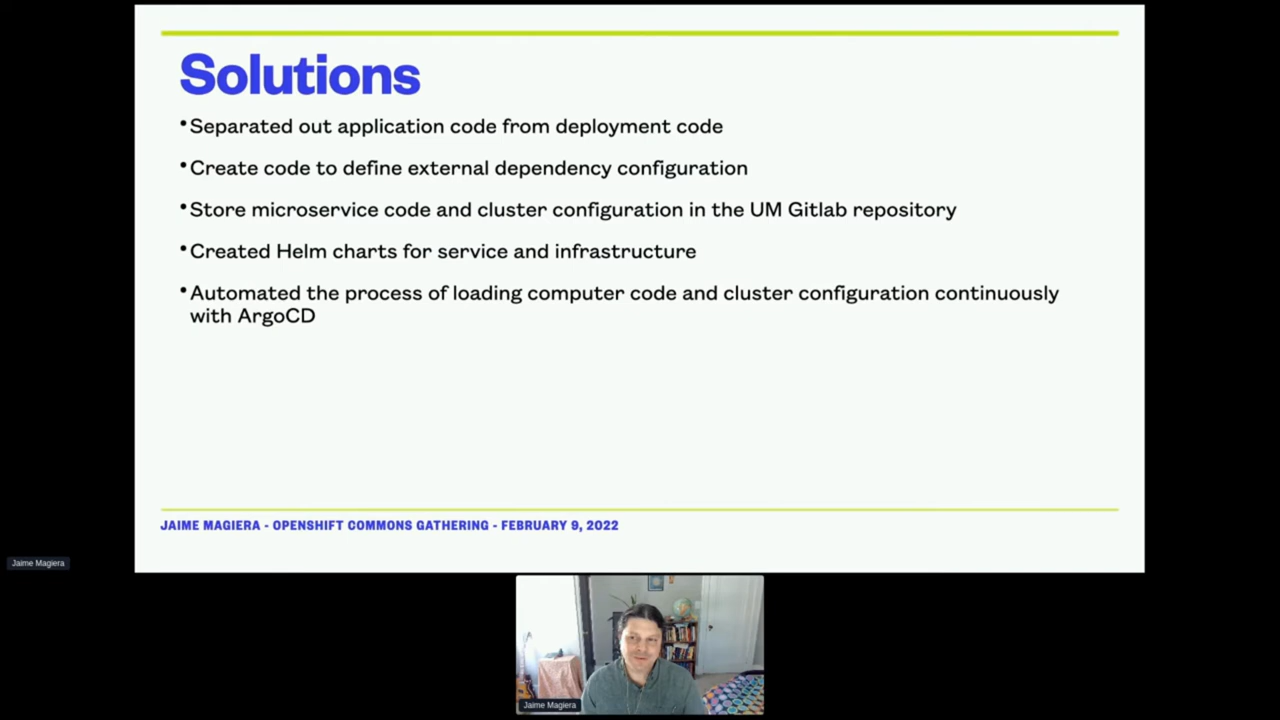 Solutions
•Separated out application code from deployment code
•Create code to define external dependency configuration
•Store microservice code and cluster configuration in the UM Gitlab repository
•Created Helm charts for service and infrastructure
•Automated the process of loading computer code and cluster configuration continuously
with ArgoCD
JAIME MAGIERA - OPENSHIFT COMMONS GATHERING - FEBRUARY 9, 2022
Jaime Magiera
Jaime Magiera